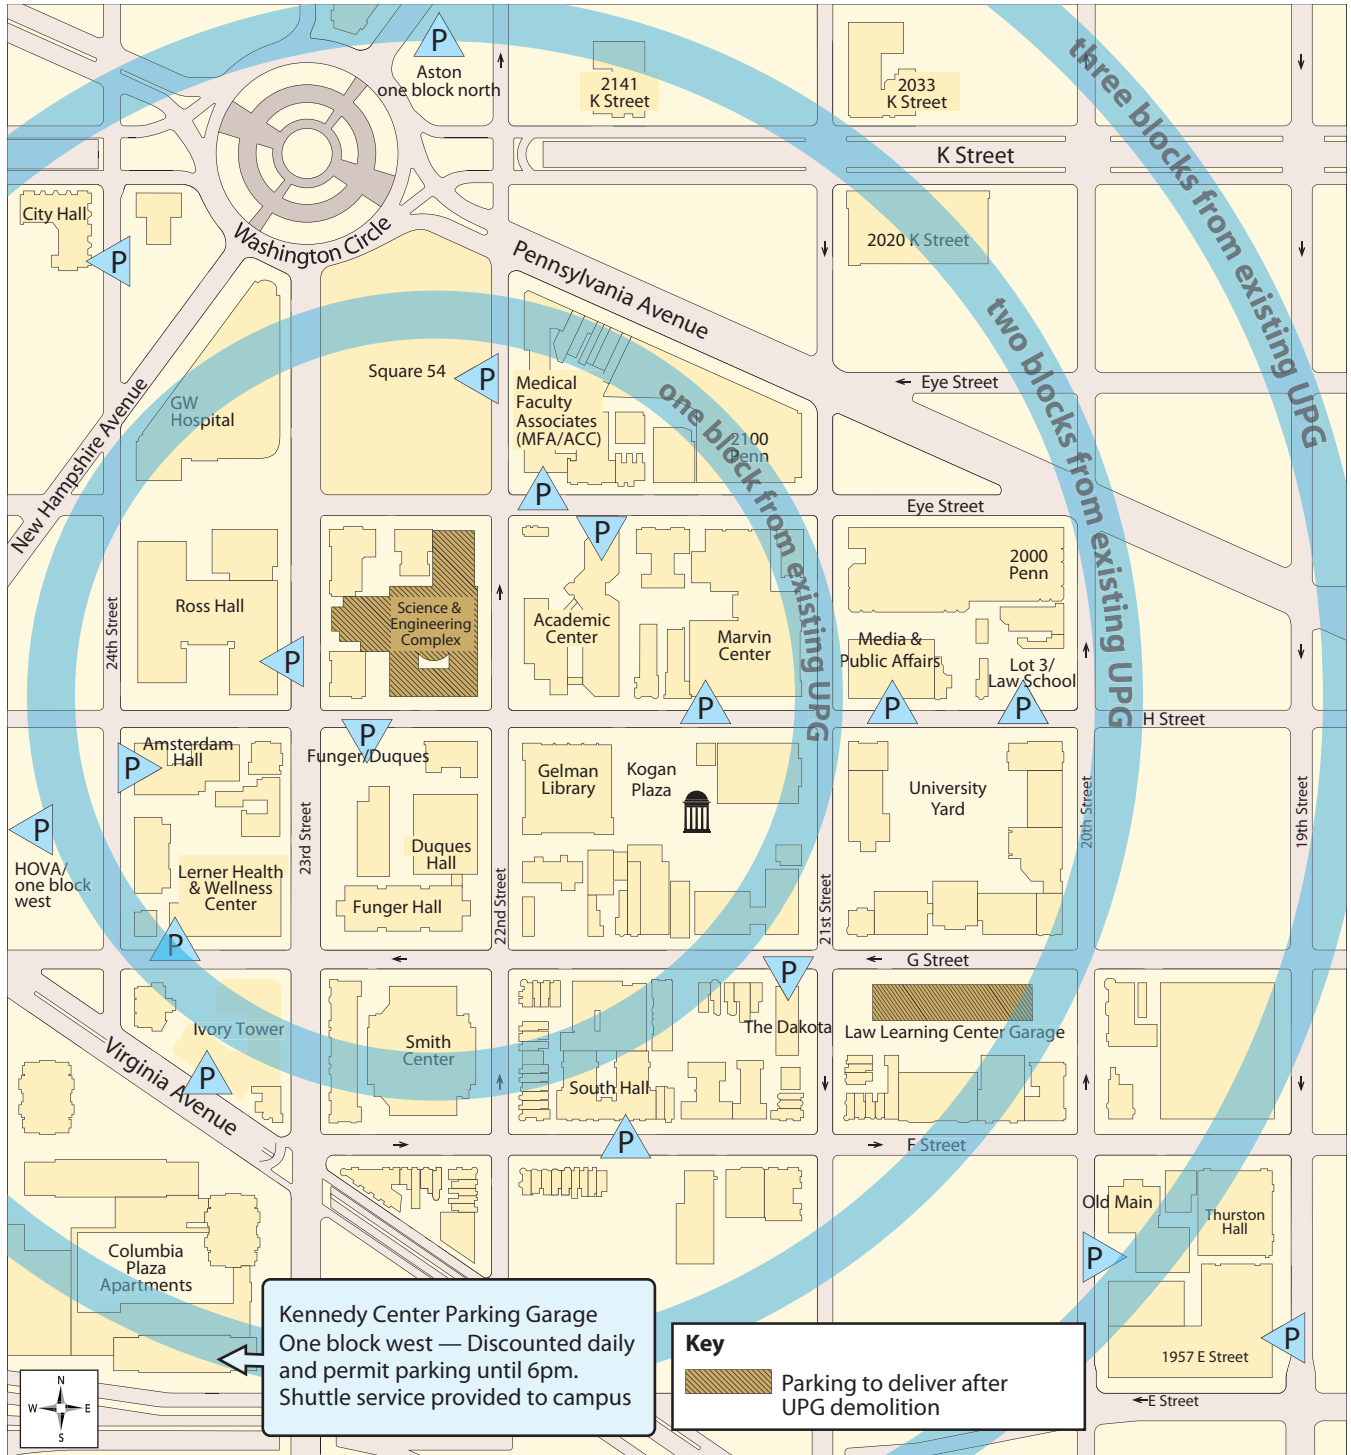 P
Aston
one block north
2141
K Street
2033
K Street
three blocks from existing UPG
K Street
City Hall
P
Washington Circle
Pennsylvania Avenue
2020 K Street
two blocks from existing UPG
Square 54
P
Eye Street
Medical
Faculty
Associates
(MFA/ACC)
one block from existing UPG
GW
Hospital
2100
Penn
New Hampshire Avenue
P
Eye Street
P
2000
Penn
24th Street
Ross Hall
Science &
Engineering
Complex
Academic
Center
Marvin
Center
Media &
Public Affairs
Lot 3/
Law School
P
P
P
P
H Street
P
Funger/Duques
Amsterdam
Hall
P
Gelman
Library
Kogan
Plaza
University
Yard
23rd Street
22nd Street
21st Street
20th Street
19th Street
P
HOVA/
one block
west
Duques
Hall
Lerner Health
& Wellness
Center
Funger Hall
P
G Street
P
Ivory Tower
The Dakota
Law Learning Center Garage
Smith
Center
Virginia Avenue
P
South Hall
P
F Street
Old Main
Thurston
Hall
P
Columbia
Plaza
Apartments
P
1957 E Street
E Street
Kennedy Center Parking Garage
One block west — Discounted daily
and permit parking until 6pm.
Shuttle service provided to campus
Key
Parking to deliver after
UPG demolition
N
W E
S